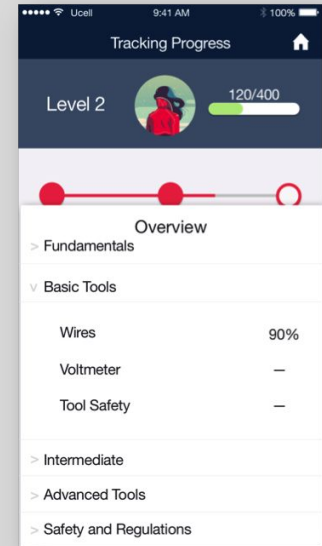 Ucell 9:41 AM 100%
Tracking Progress
Level 2 120/400
Overview
> Fundamentals
v Basic Tools
Wires 90%
Voltmeter —
Tool Safety —
> Intermediate
> Advanced Tools
> Safety and Regulations